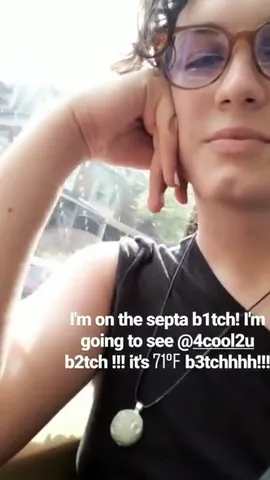 I'm on the septa b1tch! I'm
going to see @4cool2u
b2tch !!! it's 71°F b3tchhhh!!!